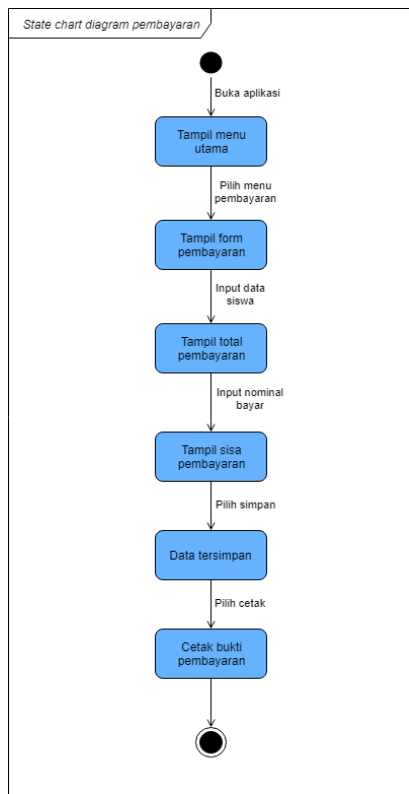 State chart diagram pembayaran
Buka aplikasi
Tampil menu
utama
Pilih menu
pembayaran
Tampil form
pembayaran
Input data
siswa
Tampil total
pembayaran
Input nominal
bayar
Tampil sisa
pembayaran
Pilih simpan
Data tersimpan
Pilih cetak
Cetak bukti
pembayaran